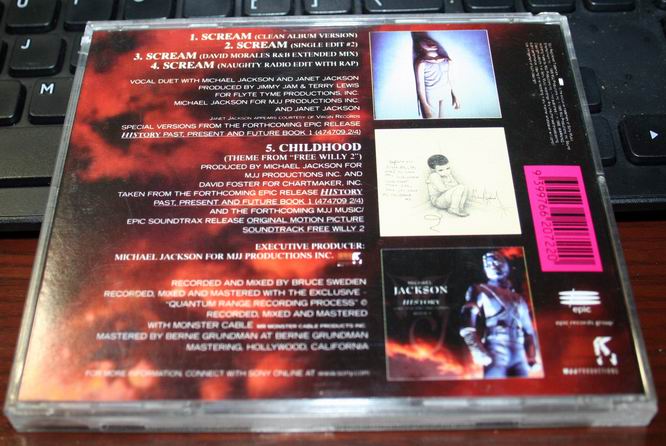 1. SCREAM (CLEAN ALBUM VERSION)
2. SCREAM (SINGLE EDIT #2)
3. SCREAM (DAVID MORALES R&B EXTENDED MIX)
4. SCREAM (NAUGHTY RADIO EDIT WITH RAP)
VOCAL DUET WITH MICHAEL JACKSON AND JANET JACKSON
PRODUCED BY JIMMY JAM & TERRY LEWIS
FOR FLYTE TYME PRODUCTIONS, INC.
MICHAEL JACKSON FOR MJJ PRODUCTIONS INC.
AND JANET JACKSON
JANET JACKSON APPEARS COURTESY OF VIRGIN RECORDS
SPECIAL VERSIONS FROM THE FORTHCOMING EPIC RELEASE
HISTORY PAST, PRESENT AND FUTURE BOOK 1 (474709 2/4)
5. CHILDHOOD
(THEME FROM "FREE WILLY 2")
PRODUCED BY MICHAEL JACKSON FOR
MJJ PRODUCTIONS INC. AND
DAVID FOSTER FOR CHARTMAKER, INC.
TAKEN FROM THE FORTHCOMING EPIC RELEASE HISTORY
PAST, PRESENT AND FUTURE BOOK 1 (474709 2/4)
AND THE FORTHCOMING MJJ MUSIC/
EPIC SOUNDTRAX RELEASE ORIGINAL MOTION PICTURE
SOUNDTRACK FREE WILLY 2
EXECUTIVE PRODUCER:
MICHAEL JACKSON FOR MJJ PRODUCTIONS INC.
RECORDED AND MIXED BY BRUCE SWEDIEN
RECORDED, MIXED AND MASTERED WITH THE EXCLUSIVE -
"QUANTUM RANGE RECORDING PROCESS" ©
RECORDED, MIXED AND MASTERED
WITH MONSTER CABLE MONSTER CABLE PRODUCTS INC.
MASTERED BY BERNIE GRUNDMAN AT BERNIE GRUNDMAN
MASTERING, HOLLYWOOD, CALIFORNIA
FOR MORE INFORMATION, CONNECT WITH SONY ONLINE AT www.sony.com
MICHAEL
JACKSON
HISTORY
9399766207220
epic
epic records group
MJJ PRODUCTIONS